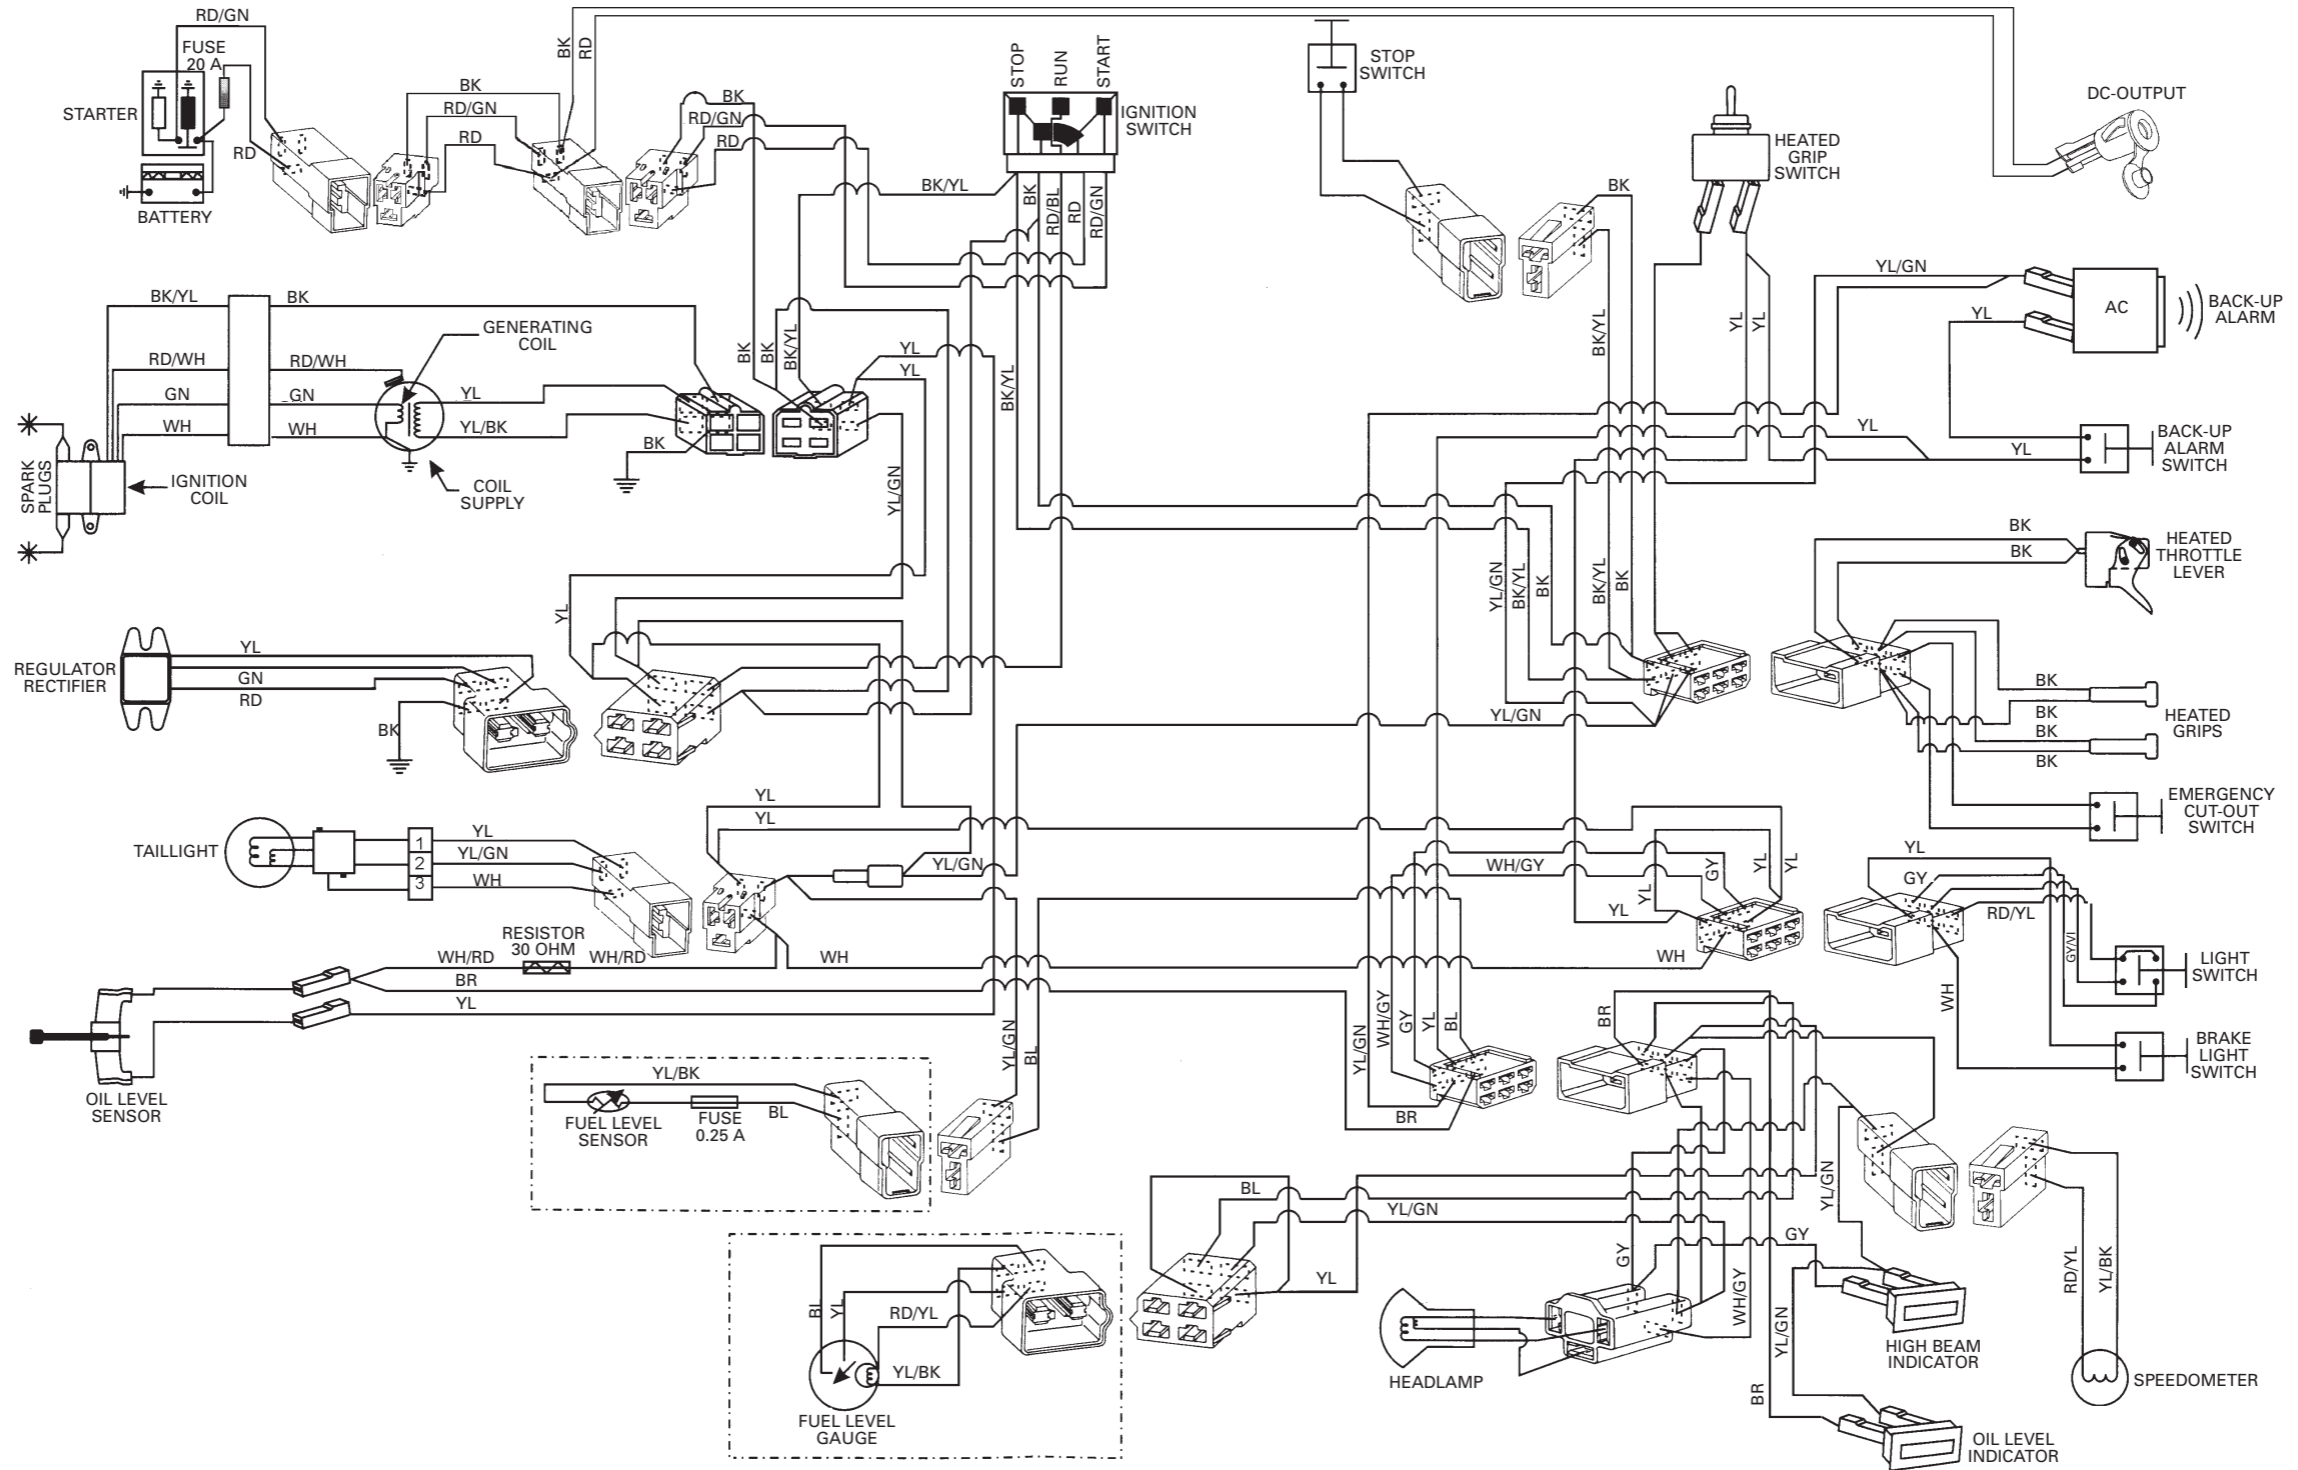 RD/GN
FUSE
20 A
STARTER
RD
BATTERY
BK
RD/GN
RD
BK
RD
BK
RD/GN
RD
STOP
RUN
START
IGNITION
SWITCH
BK/YL
BK
RD/BL
RD
RD/GN
STOP
SWITCH
BK
HEATED
GRIP
SWITCH
DC-OUTPUT
YL/GN
YL
AC
BACK-UP
ALARM
BK/YL
BK
RD/WH
RD/WH
GN
GN
WH
WH
GENERATING
COIL
YL
YL/BK
BK
COIL
SUPPLY
SPARK
PLUGS
IGNITION
COIL
BK
BK
BK/YL
YL
YL
YL/GN
BK/YL
BK/YL
YL
YL
YL
YL
BACK-UP
ALARM
SWITCH
BK
BK
HEATED
THROTTLE
LEVER
YL/GN
BK/YL
BK
BK/YL
BK
YL
REGULATOR
RECTIFIER
YL
GN
RD
BK
YL/GN
BK
BK
BK
BK
HEATED
GRIPS
EMERGENCY
CUT-OUT
SWITCH
TAILLIGHT
1
2
3
YL
YL/GN
WH
YL
YL
YL/GN
WH/GY
GY
YL
YL
YL
YL
YL
GY
RD/YL
GY/VI
LIGHT
SWITCH
RESISTOR
30 OHM
WH/RD
WH/RD
BR
YL
WH
WH
WH
OIL LEVEL
SENSOR
YL/GN
BL
YL/GN
WH/GY
GY
YL
BL
BR
BR
BRAKE
LIGHT
SWITCH
YL/BK
FUEL LEVEL
SENSOR
FUSE
0.25 A
BL
BL
YL/GN
YL
GY
GY
WH/GY
YL/GN
YL/GN
BR
RD/YL
YL/BK
BL
YL
RD/YL
YL/BK
FUEL LEVEL
GAUGE
HEADLAMP
HIGH BEAM
INDICATOR
SPEEDOMETER
OIL LEVEL
INDICATOR